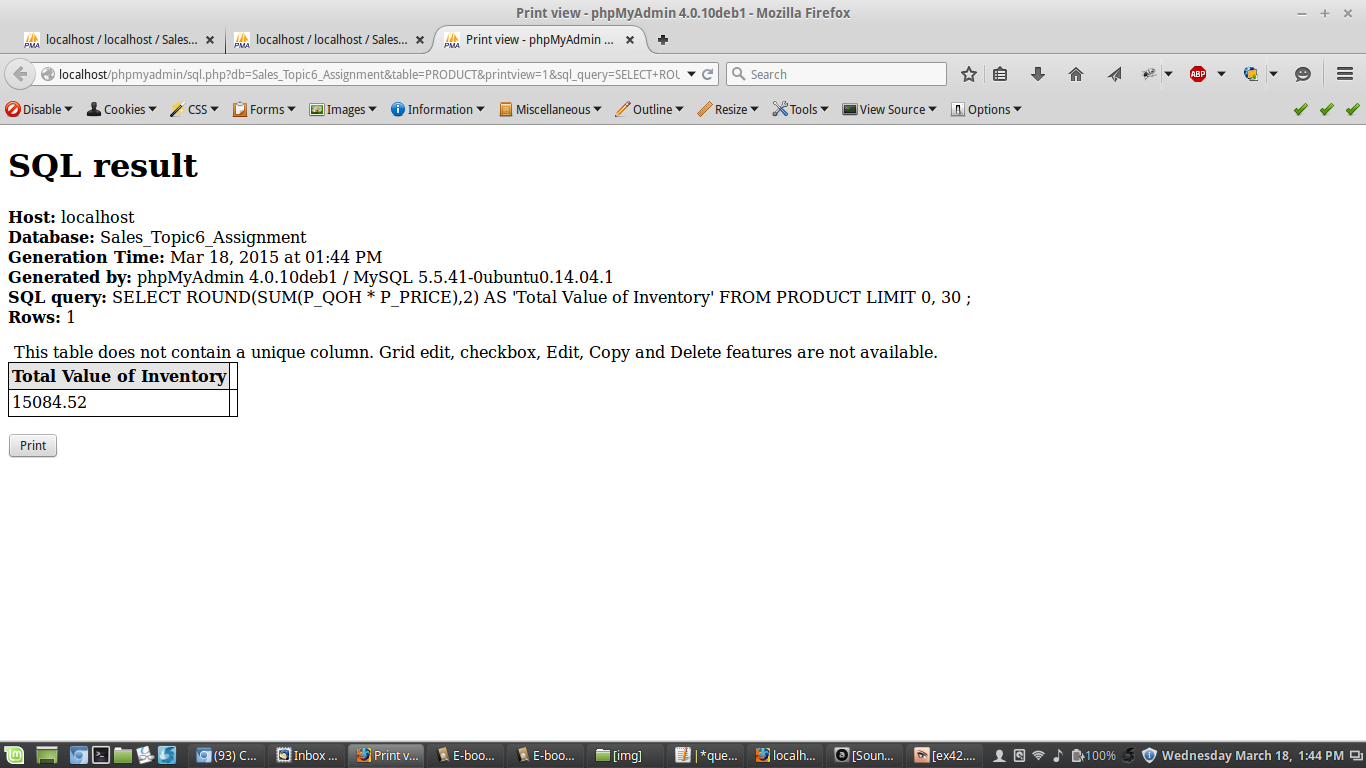 Print view - phpMyAdmin 4.0.10deb1 - Mozilla Firefox
localhost / localhost / Sales...
localhost / localhost / Sales...
Print view - phpMyAdmin ...
localhost/phpmyadmin/sql.php?db=Sales_Topic6_Assignment&table=PRODUCT&printview=1&sql_query=SELECT+ROU
Search
ABP
Disable Cookies CSS Forms Images Information Miscellaneous Outline Resize Tools View Source Options
SQL result
Host: localhost
Database: Sales_Topic6_Assignment
Generation Time: Mar 18, 2015 at 01:44 PM
Generated by: phpMyAdmin 4.0.10deb1 / MySQL 5.5.41-0ubuntu0.14.04.1
SQL query: SELECT ROUND(SUM(P_QOH * P_PRICE),2) AS 'Total Value of Inventory' FROM PRODUCT LIMIT 0, 30 ;
Rows: 1
This table does not contain a unique column. Grid edit, checkbox, Edit, Copy and Delete features are not available.
Total Value of Inventory
15084.52
Print
(93) C... Inbox ... Print v... E-boo... E-boo... [img] *que... localh... [Soun... [ex42.... 100% Wednesday March 18, 1:44 PM